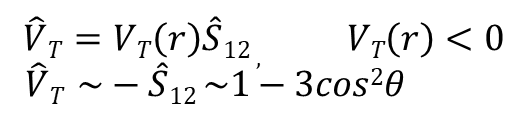 V̂_T = V_T(r)Ŝ_12 , V_T(r) < 0
V̂_T ~ − Ŝ_12 ~1 − 3cos²θ